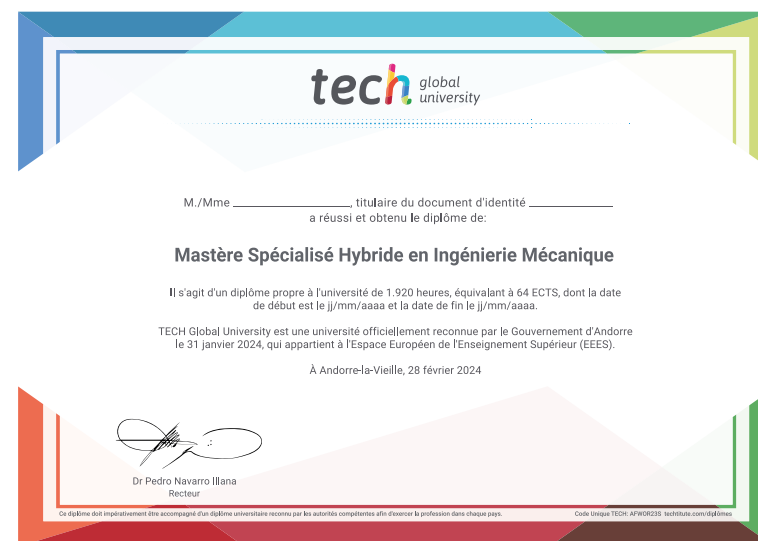 tech global
university
M./Mme ____________________, titulaire du document d'identité ______________
a réussi et obtenu le diplôme de:
Mastère Spécialisé Hybride en Ingénierie Mécanique
Il s'agit d'un diplôme propre à l'université de 1.920 heures, équivalant à 64 ECTS, dont la date
de début est le jj/mm/aaaa et la date de fin le jj/mm/aaaa.
TECH Global University est une université officiellement reconnue par le Gouvernement d'Andorre
le 31 janvier 2024, qui appartient à l'Espace Européen de l'Enseignement Supérieur (EEES).
À Andorre-la-Vieille, 28 février 2024
Dr Pedro Navarro Illana
Recteur
Ce diplôme doit impérativement être accompagné d'un diplôme universitaire reconnu par les autorités compétentes afin d'exercer la profession dans chaque pays.
Code Unique TECH: AFWOR23S techtitute.com/diplômes